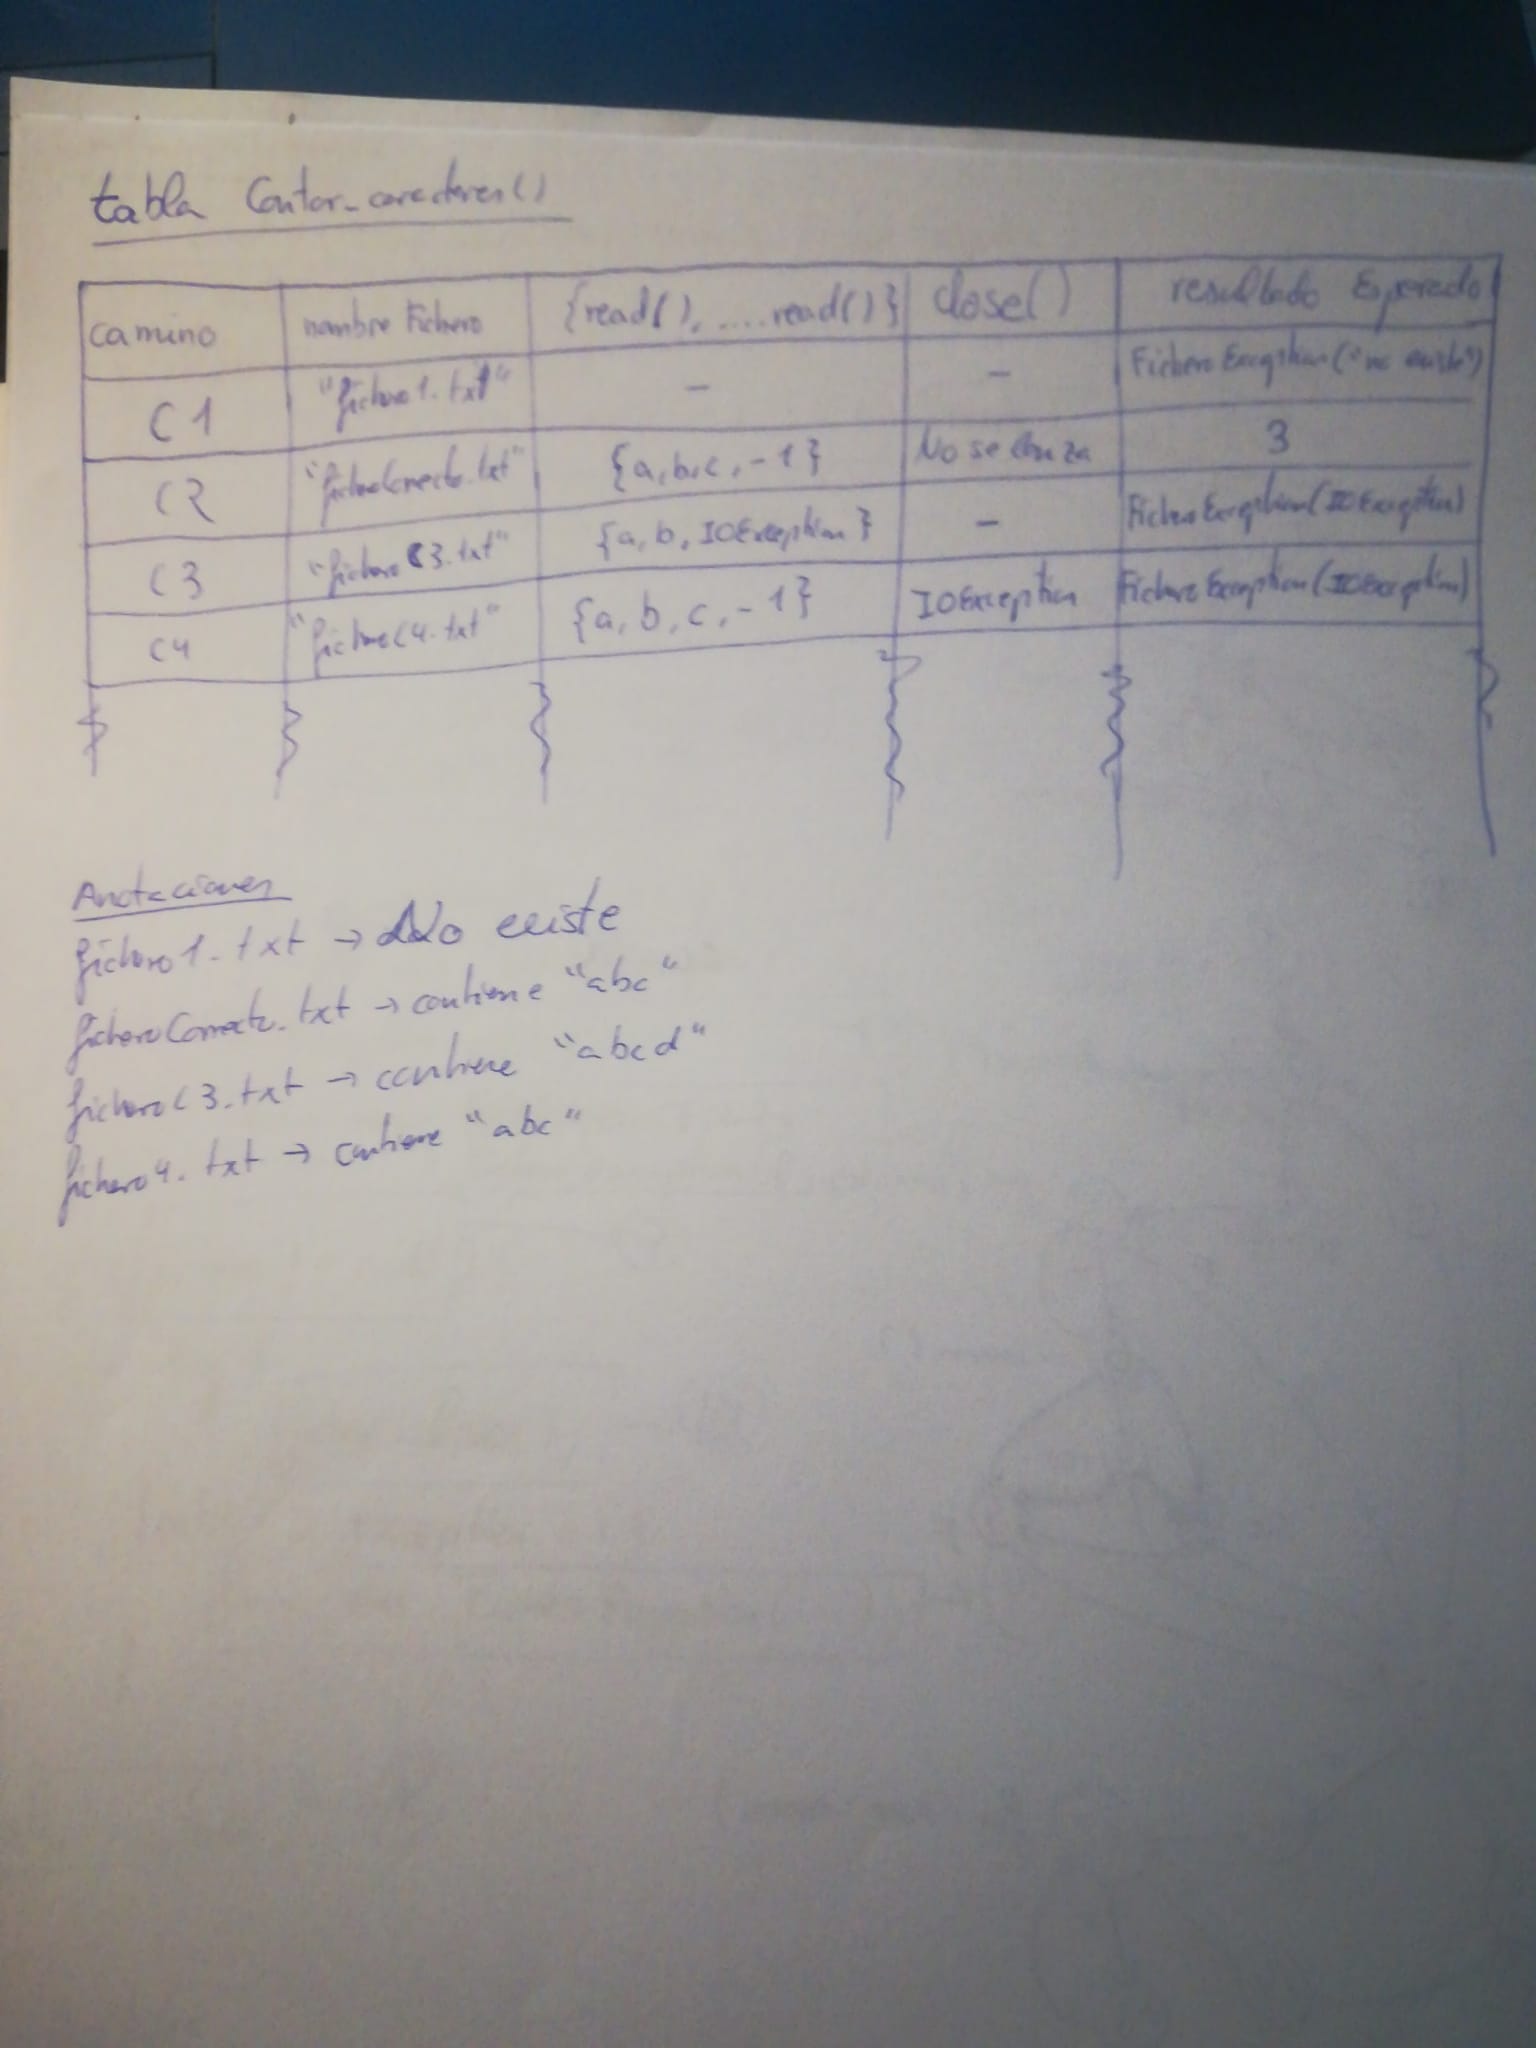 tabla Contar_caracteres()
camino nombre Fichero {read(), ....read()} close() resultado Esperado
C1 "fichero1.txt" - - FicheroException("no existe")
C2 "ficheroCorrecto.txt" {a,b,c,-1} No se lanza 3
C3 "ficheroC3.txt" {a,b,IOException} - FicheroException(IOException)
C4 "ficheroC4.txt" {a,b,c,-1} IOException FicheroException(IOException)
Anotaciones
fichero1.txt → No existe
ficheroCorrecto.txt → contiene "abc"
ficheroC3.txt → contiene "abcd"
fichero4.txt → contiene "abc"